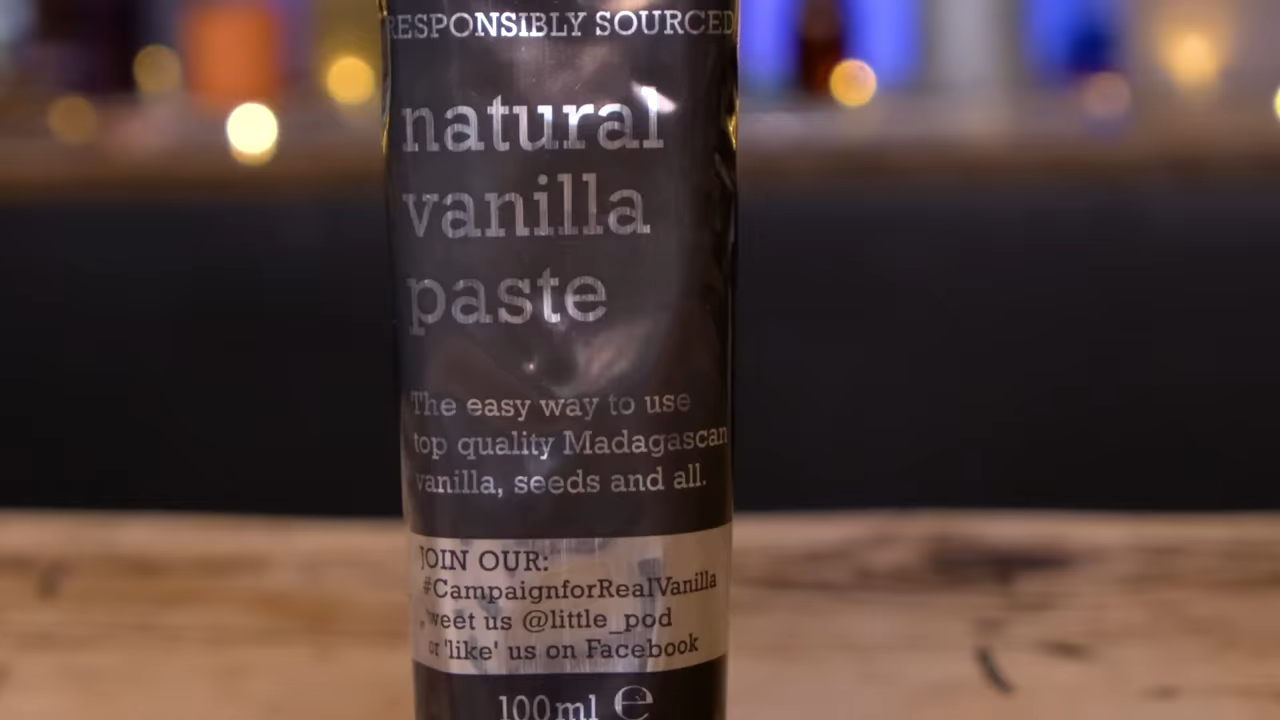 RESPONSIBLY SOURCED
natural
vanilla
paste
The easy way to use
top quality Madagascan
vanilla, seeds and all.
JOIN OUR:
#CampaignforRealVanilla
Tweet us @little_pod
or 'like' us on Facebook
100ml ℮